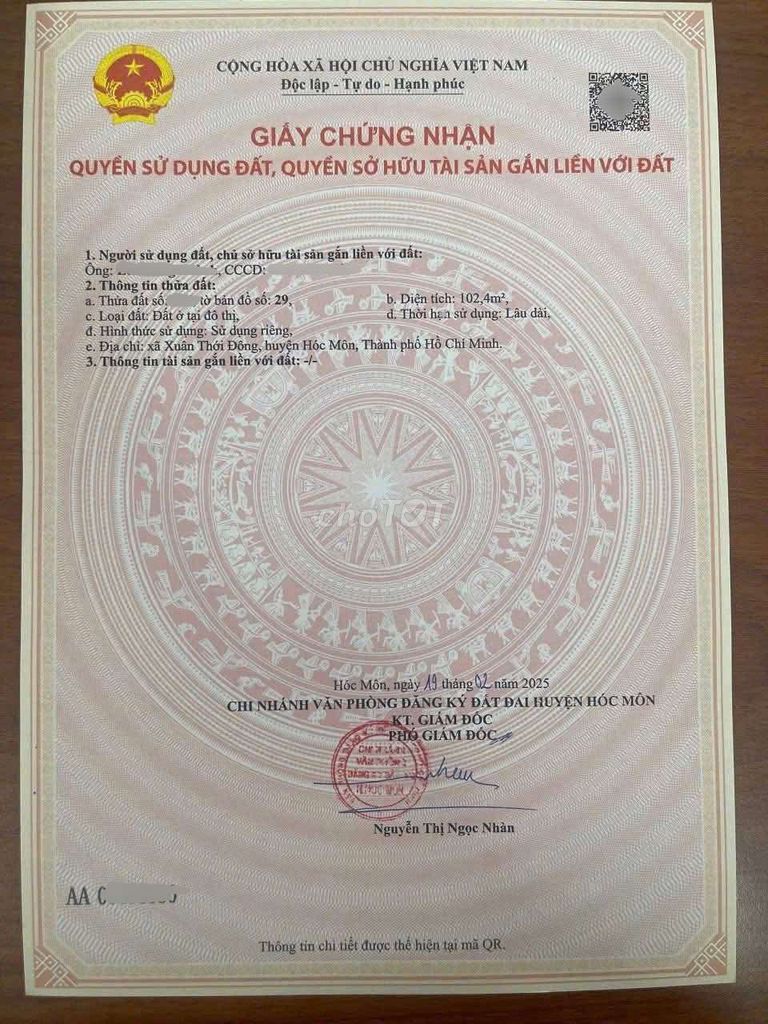 CỘNG HÒA XÃ HỘI CHỦ NGHĨA VIỆT NAM
Độc lập - Tự do - Hạnh phúc
GIẤY CHỨNG NHẬN
QUYỀN SỬ DỤNG ĐẤT, QUYỀN SỞ HỮU TÀI SẢN GẮN LIỀN VỚI ĐẤT
1. Người sử dụng đất, chủ sở hữu tài sản gắn liền với đất:
Ông: , CCCD:
2. Thông tin thửa đất:
a. Thửa đất số: tờ bản đồ số: 29, b. Diện tích: 102,4m²,
c. Loại đất: Đất ở tại đô thị, d. Thời hạn sử dụng: Lâu dài,
đ. Hình thức sử dụng: Sử dụng riêng,
e. Địa chỉ: xã Xuân Thới Đông, huyện Hóc Môn, Thành phố Hồ Chí Minh.
3. Thông tin tài sản gắn liền với đất: -/-
choTOT
Hóc Môn, ngày 19 tháng 02 năm 2025
CHI NHÁNH VĂN PHÒNG ĐĂNG KÝ ĐẤT ĐAI HUYỆN HÓC MÔN
KT. GIÁM ĐỐC
PHÓ GIÁM ĐỐC
CHI NHÁNH
VĂN PHÒNG
H.HÓC MÔN
Nguyễn Thị Ngọc Nhàn
AA
Thông tin chi tiết được thể hiện tại mã QR.